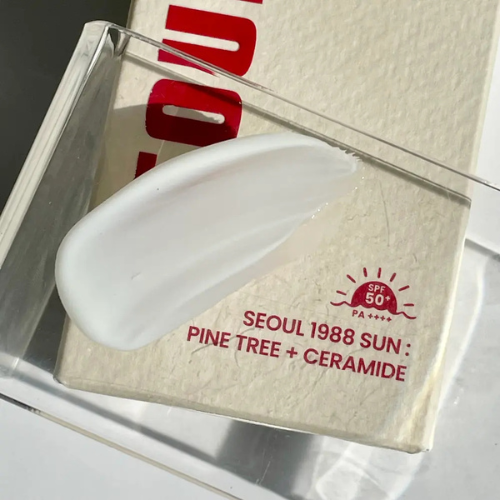 SPF
50+
PA ++++
SEOUL 1988 SUN :
PINE TREE + CERAMIDE